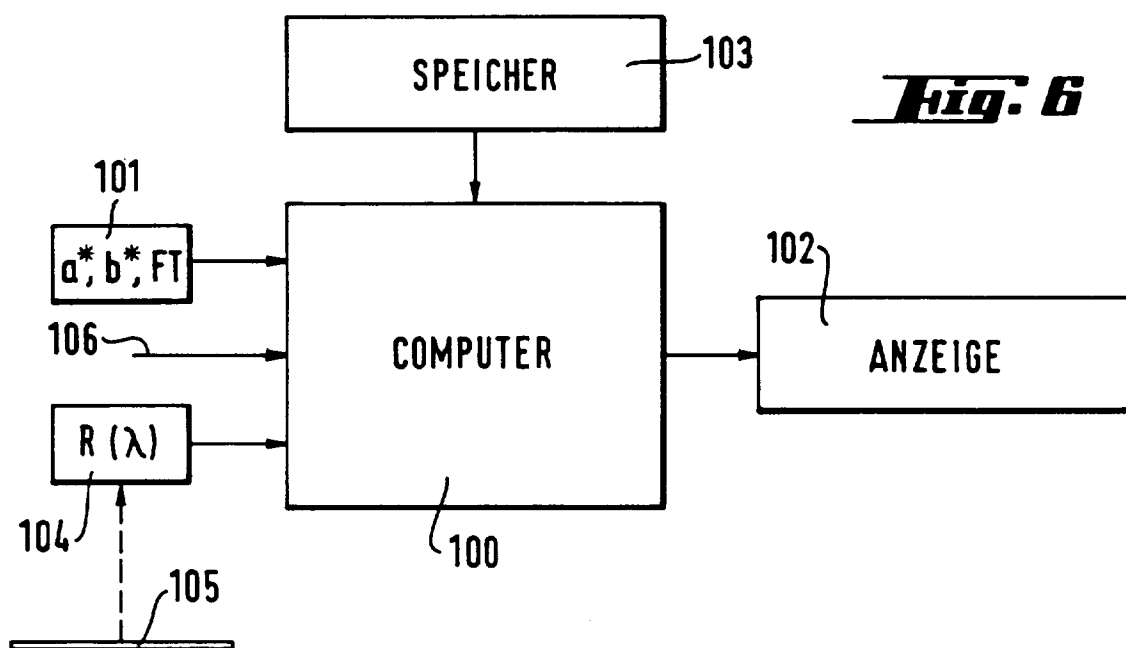 SPEICHER
103
Fig. 6
101
a*, b*, FT
102
106
COMPUTER
ANZEIGE
R (λ)
104
100
105